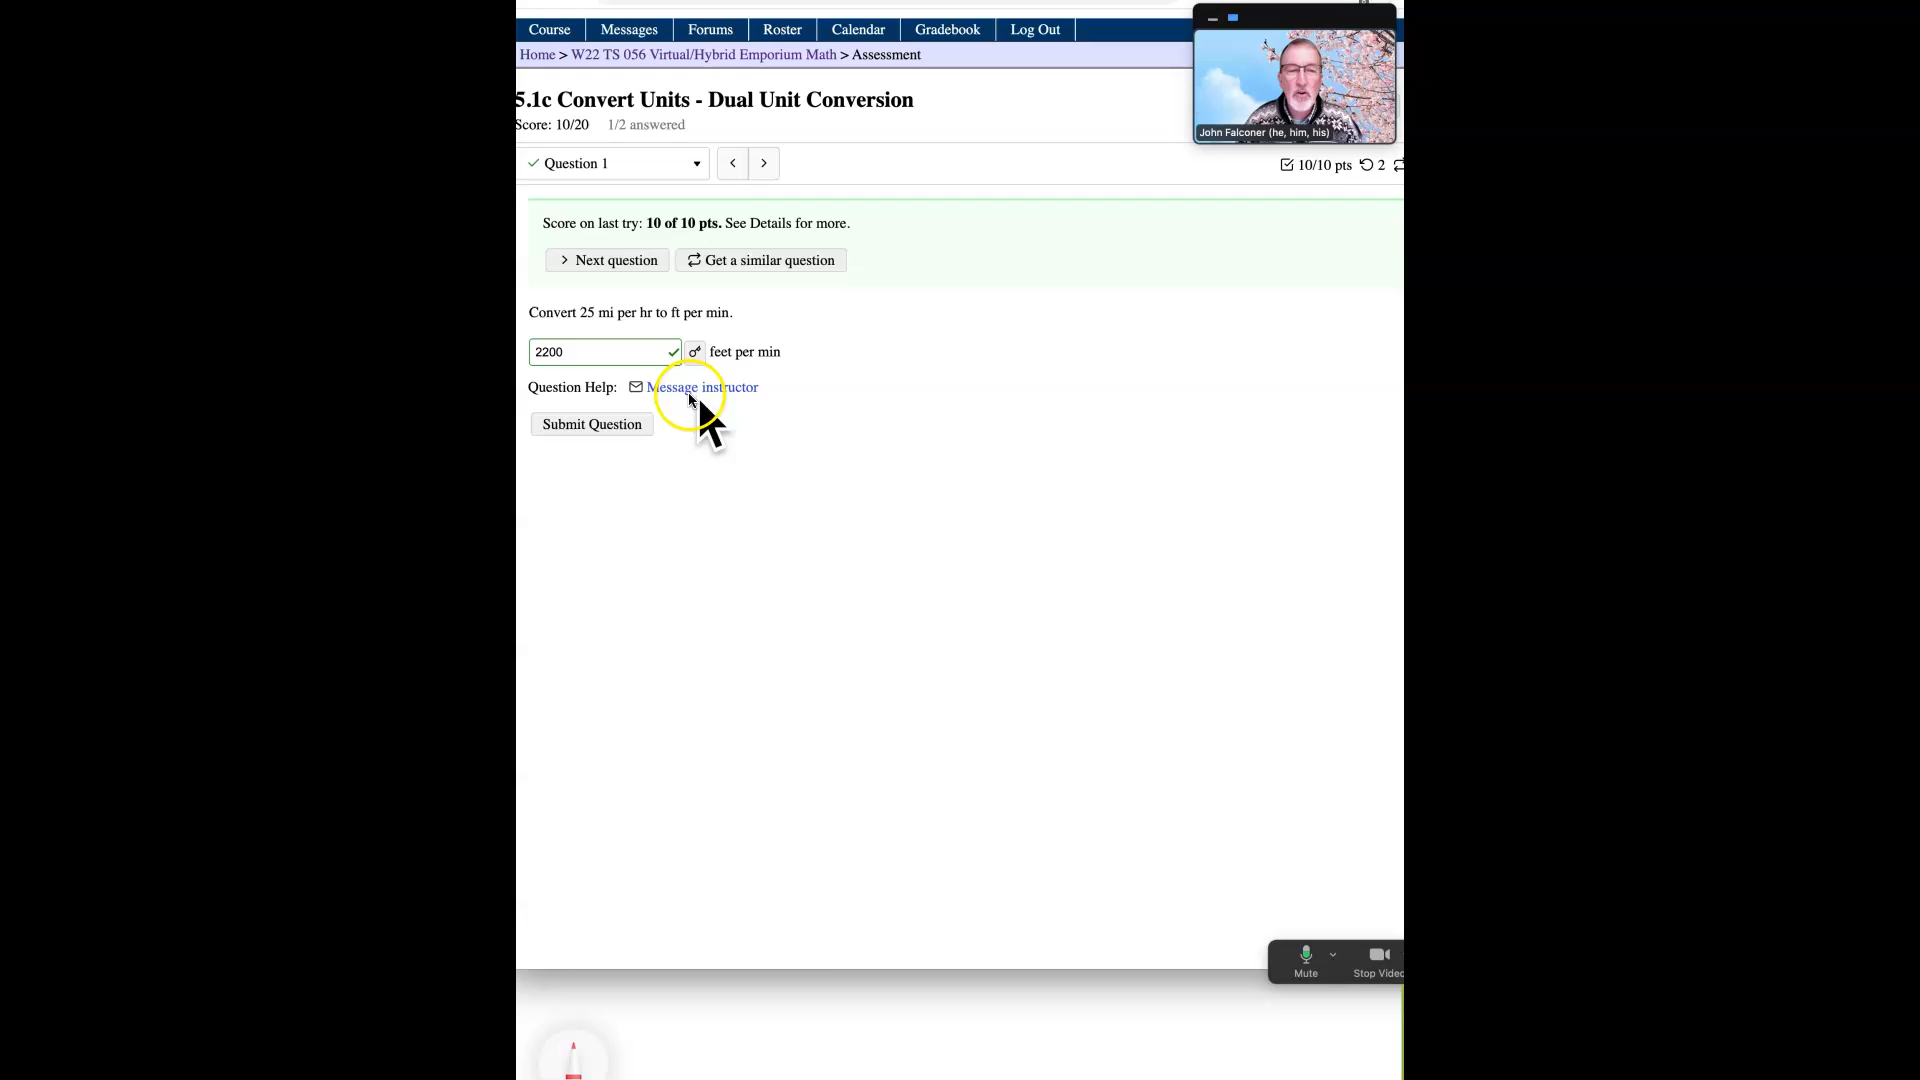 Course Messages Forums Roster Calendar Gradebook Log Out
Home > W22 TS 056 Virtual/Hybrid Emporium Math > Assessment
5.1c Convert Units - Dual Unit Conversion
Score: 10/20 1/2 answered
John Falconer (he, him, his)
Question 1 < >
10/10 pts 2
Score on last try: 10 of 10 pts. See Details for more.
> Next question Get a similar question
Convert 25 mi per hr to ft per min.
2200 feet per min
Question Help: Message instructor
Submit Question
Mute Stop Video